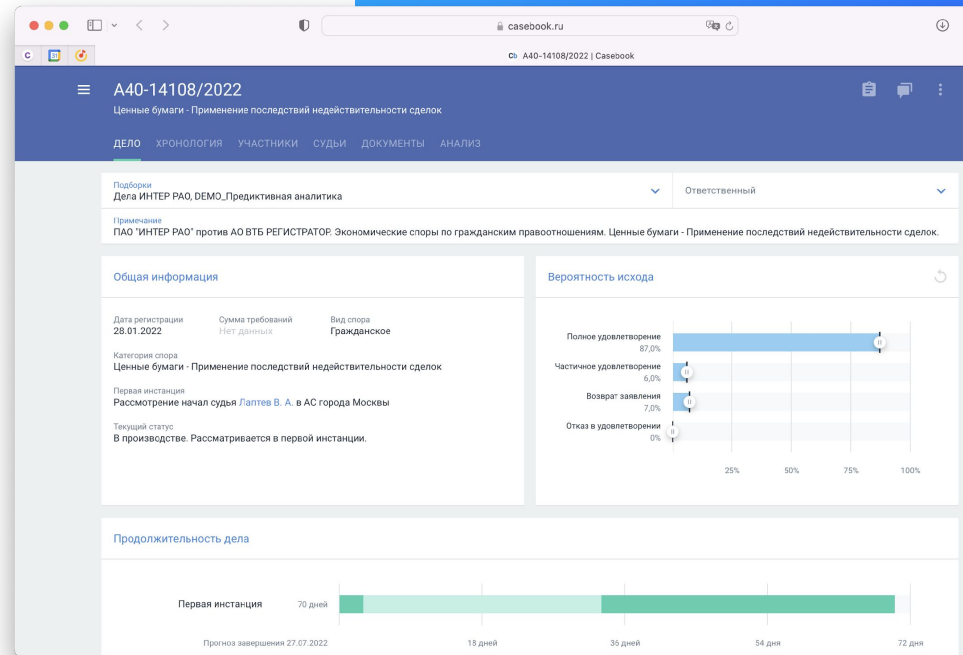 casebook.ru
C
31
Cb A40-14108/2022 | Casebook
А40-14108/2022
Ценные бумаги - Применение последствий недействительности сделок
ДЕЛО ХРОНОЛОГИЯ УЧАСТНИКИ СУДЬИ ДОКУМЕНТЫ АНАЛИЗ
Подборки
Дела ИНТЕР РАО, DEMO_Предиктивная аналитика
Ответственный
Примечание
ПАО "ИНТЕР РАО" против АО ВТБ РЕГИСТРАТОР. Экономические споры по гражданским правоотношениям. Ценные бумаги - Применение последствий недействительности сделок.
Общая информация
Дата регистрации Сумма требований Вид спора
28.01.2022 Нет данных Гражданское
Категория спора
Ценные бумаги - Применение последствий недействительности сделок
Первая инстанция
Рассмотрение начал судья Лаптев В. А. в АС города Москвы
Текущий статус
В производстве. Рассматривается в первой инстанции.
Вероятность исхода
Полное удовлетворение
87,0%
Частичное удовлетворение
6,0%
Возврат заявления
7,0%
Отказ в удовлетворении
0%
25% 50% 75% 100%
Продолжительность дела
Первая инстанция 70 дней
Прогноз завершения 27.07.2022 18 дней 36 дней 54 дня 72 дня